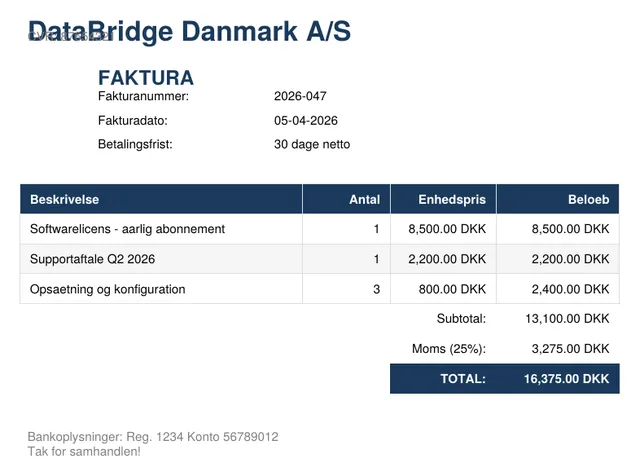 DataBridge Danmark A/S
FAKTURA
Fakturanummer: 2026-047
Fakturadato: 05-04-2026
Betalingsfrist: 30 dage netto
Beskrivelse Antal Enhedspris Beloeb
Softwarelicens - aarlig abonnement 1 8,500.00 DKK 8,500.00 DKK
Supportaftale Q2 2026 1 2,200.00 DKK 2,200.00 DKK
Opsaetning og konfiguration 3 800.00 DKK 2,400.00 DKK
Subtotal: 13,100.00 DKK
Moms (25%): 3,275.00 DKK
TOTAL: 16,375.00 DKK
Bankoplysninger: Reg. 1234 Konto 56789012
Tak for samhandlen!